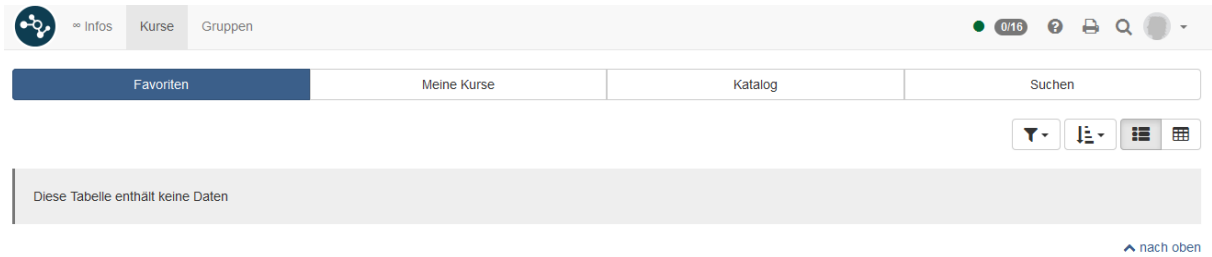 ∞ Infos Kurse Gruppen 0/16
Favoriten Meine Kurse Katalog Suchen
Diese Tabelle enthält keine Daten
nach oben